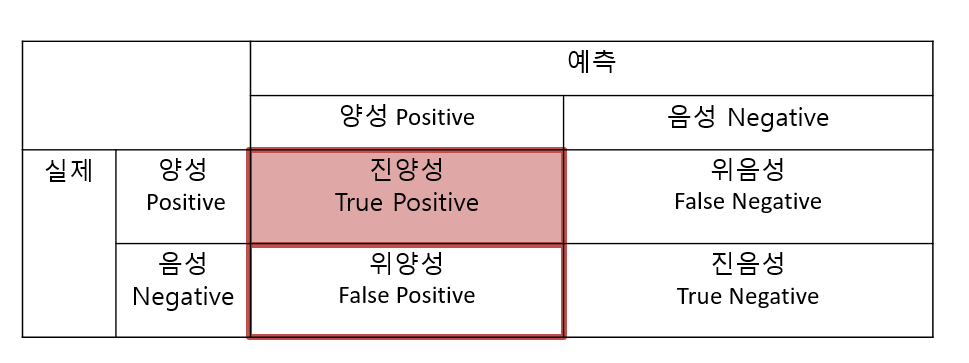 예측
양성 Positive
음성 Negative
실제
양성
Positive
진양성
True Positive
위음성
False Negative
음성
Negative
위양성
False Positive
진음성
True Negative